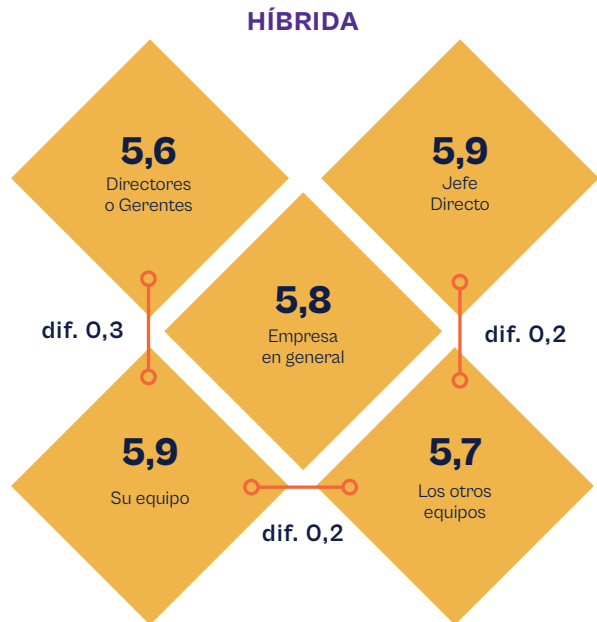 HÍBRIDA
5,6
Directores
o Gerentes
5,9
Jefe
Directo
5,8
Empresa
en general
dif. 0,3
dif. 0,2
5,9
Su equipo
5,7
Los otros
equipos
dif. 0,2